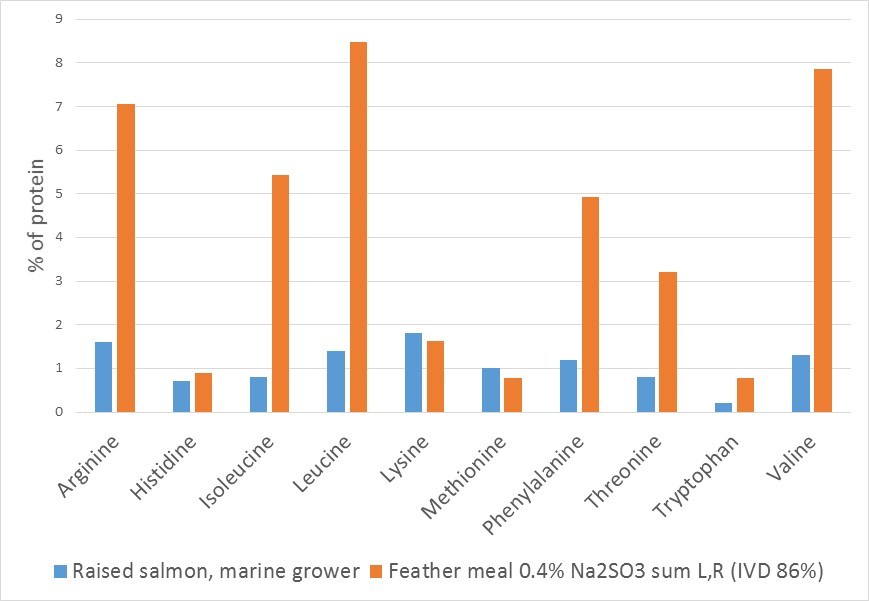 9
8
7
6
5
4
3
2
1
0
% of protein
Arginine
Histidine
Isoleucine
Leucine
Lysine
Methionine
Phenylalanine
Threonine
Tryptophan
Valine
Raised salmon, marine grower
Feather meal 0.4% Na2SO3 sum L,R (IVD 86%)